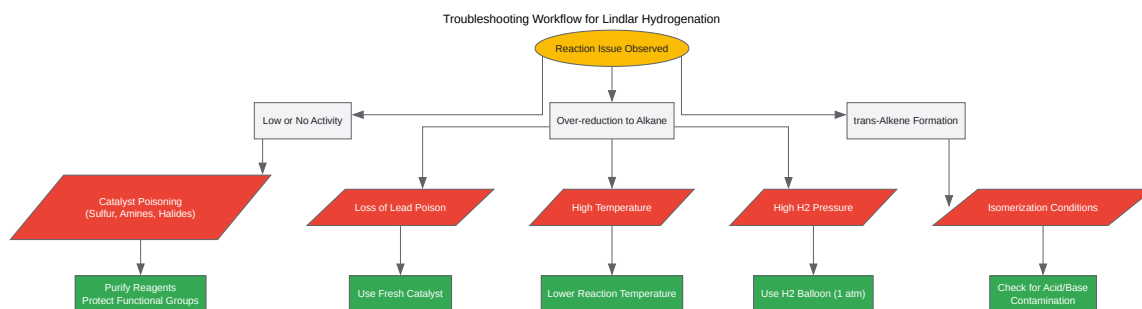 Troubleshooting Workflow for Lindlar Hydrogenation
Reaction Issue Observed
Low or No Activity
Over-reduction to Alkane
trans-Alkene Formation
Catalyst Poisoning
(Sulfur, Amines, Halides)
Loss of Lead Poison
High Temperature
High H2 Pressure
Isomerization Conditions
Purify Reagents
Protect Functional Groups
Use Fresh Catalyst
Lower Reaction Temperature
Use H2 Balloon (1 atm)
Check for Acid/Base
Contamination